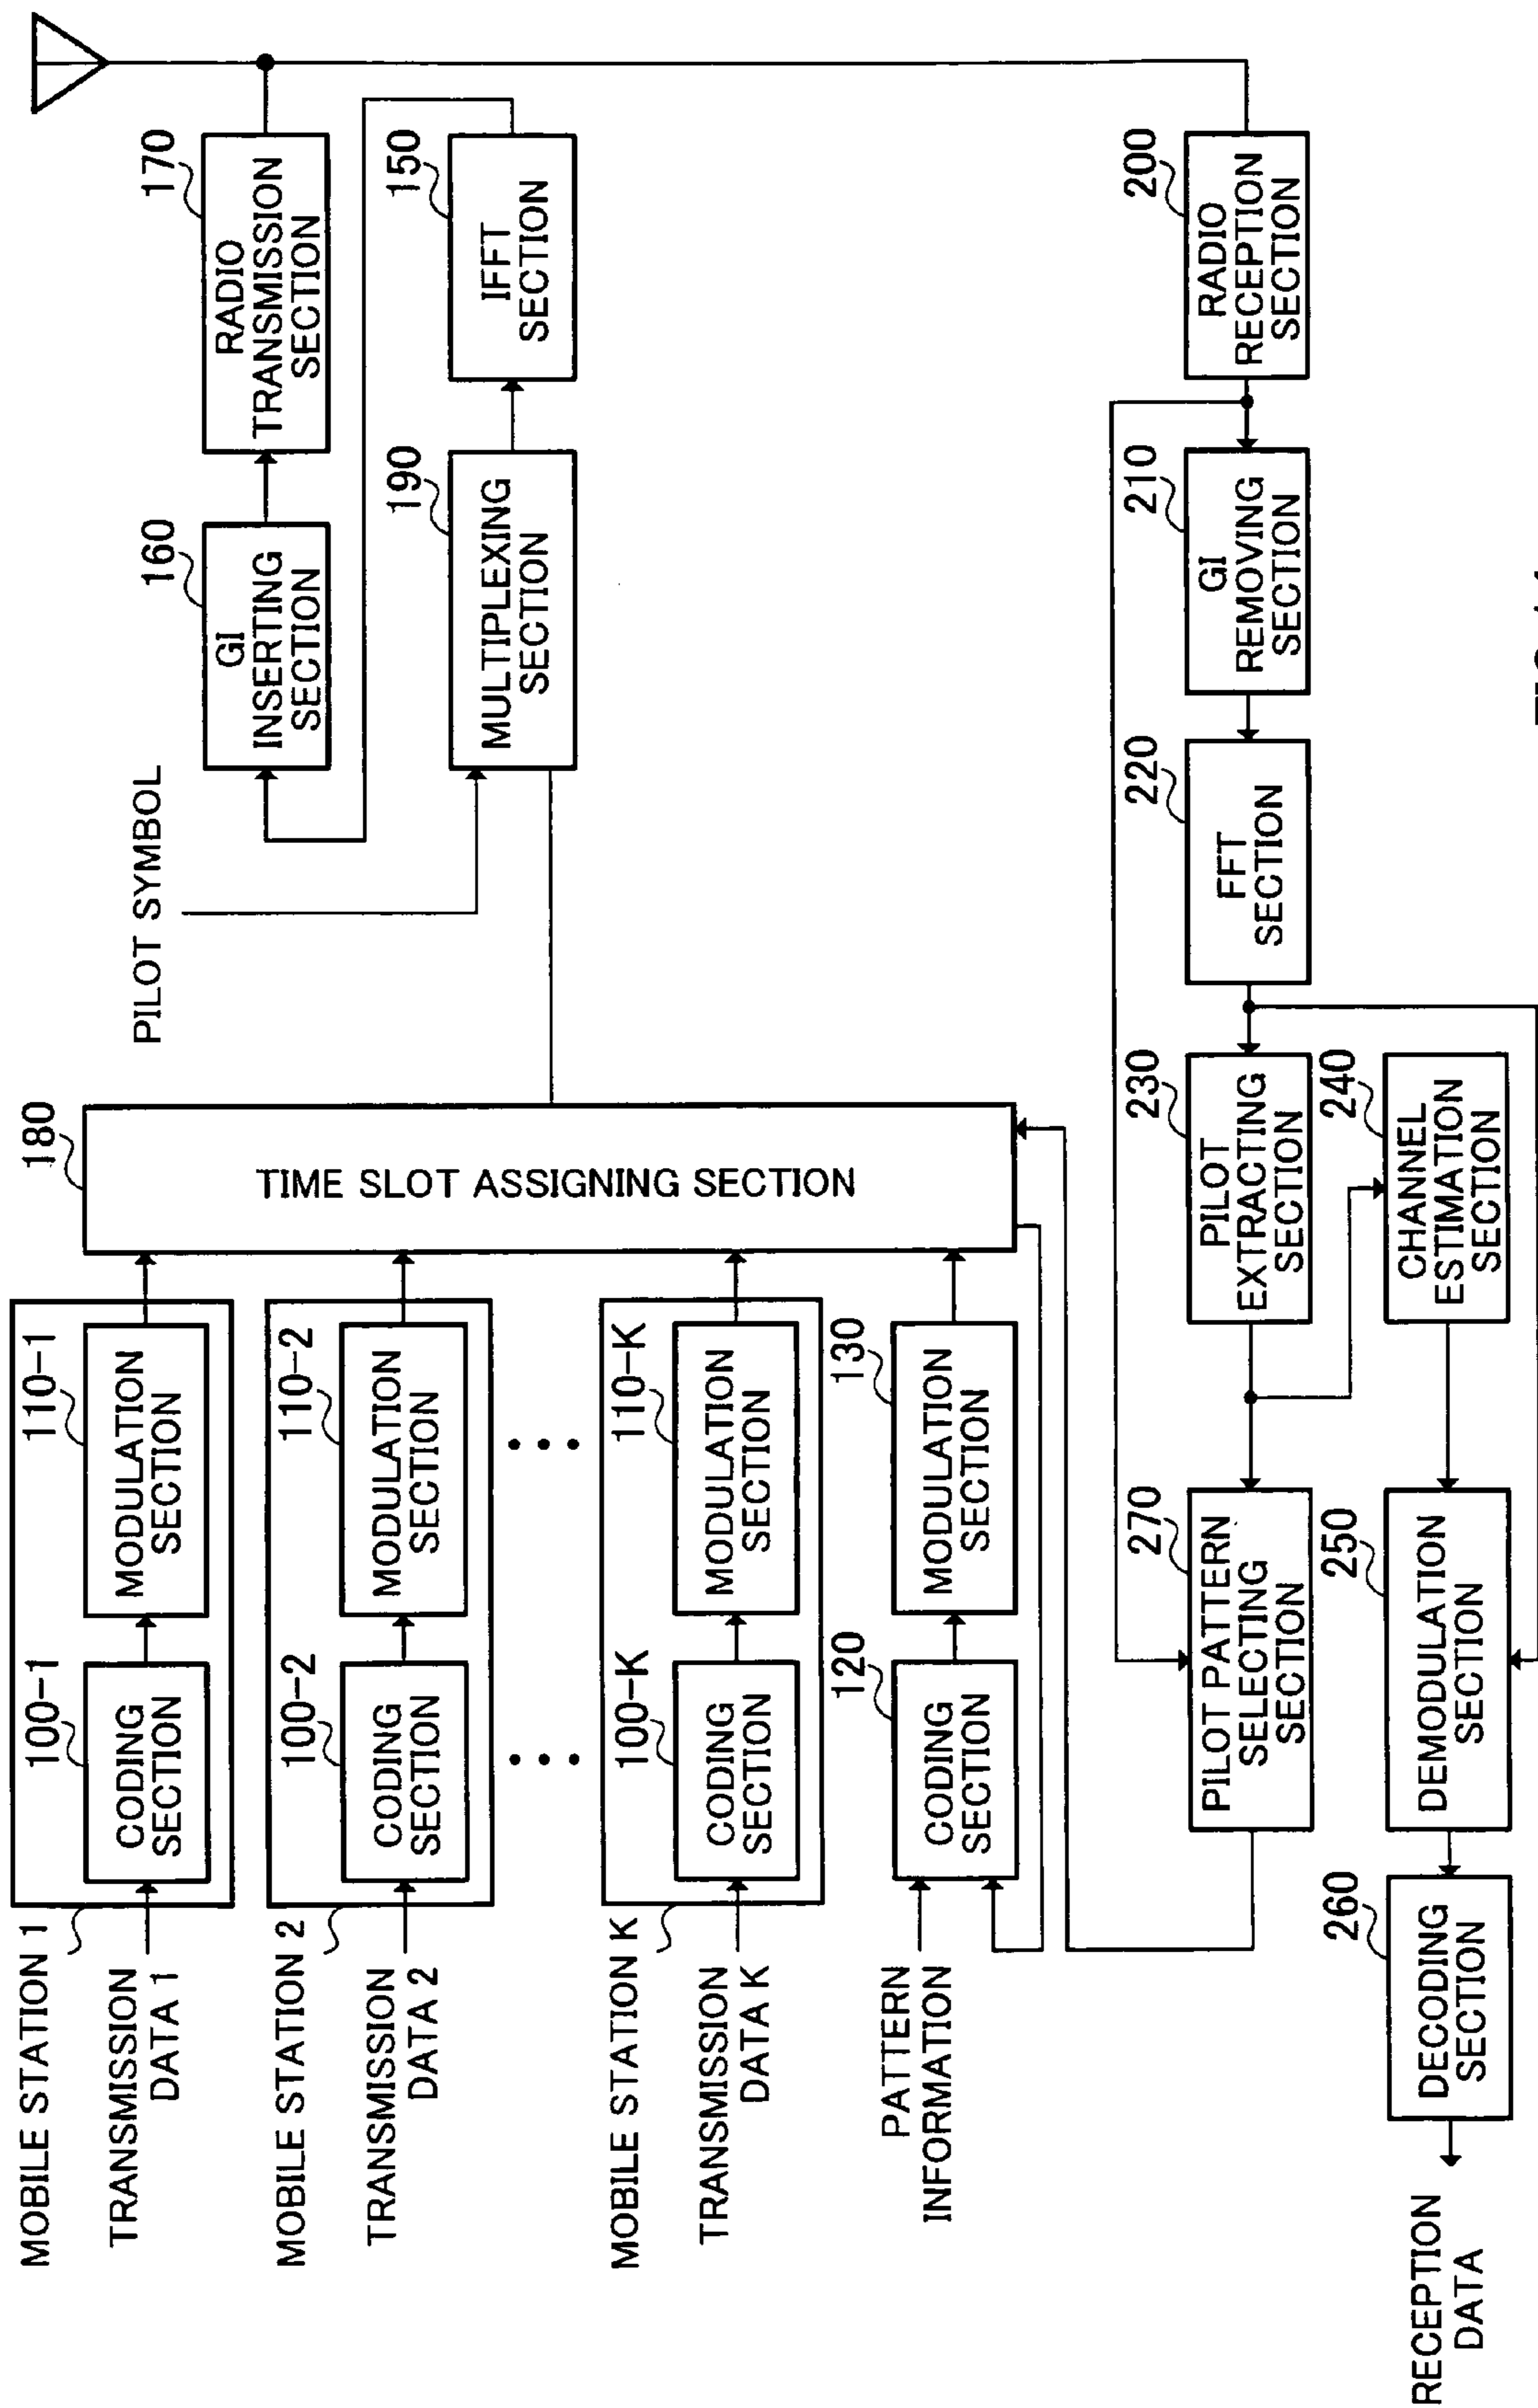 MOBILE STATION 1
TRANSMISSION
DATA 1
100-1
CODING
SECTION
110-1
MODULATION
SECTION
MOBILE STATION 2
TRANSMISSION
DATA 2
100-2
CODING
SECTION
110-2
MODULATION
SECTION
MOBILE STATION K
TRANSMISSION
DATA K
100-K
CODING
SECTION
110-K
MODULATION
SECTION
PATTERN
INFORMATION
120
CODING
SECTION
130
MODULATION
SECTION
180
TIME SLOT ASSIGNING SECTION
PILOT SYMBOL
160
GI
INSERTING
SECTION
170
RADIO
TRANSMISSION
SECTION
190
MULTIPLEXING
SECTION
150
IFFT
SECTION
RECEPTION
DATA
260
DECODING
SECTION
270
PILOT PATTERN
SELECTING
SECTION
250
DEMODULATION
SECTION
230
PILOT
EXTRACTING
SECTION
240
CHANNEL
ESTIMATION
SECTION
220
FFT
SECTION
210
GI
REMOVING
SECTION
200
RADIO
RECEPTION
SECTION